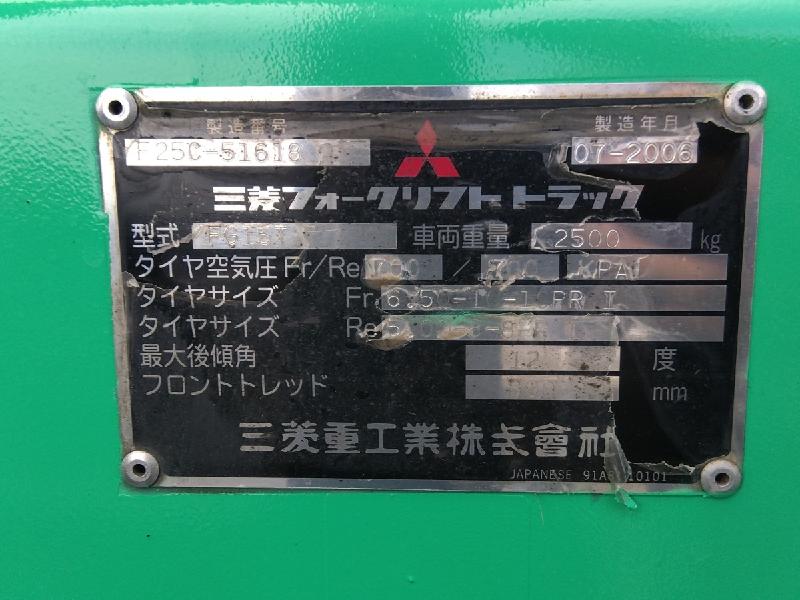 製造番号 製造年月
F25C-51618 07-2006
三菱フォークリフトトラック
型式 車両重量 2500 kg
タイヤ空気圧 Fr/Re 700 / KPA
タイヤサイズ Fr
タイヤサイズ Re
最大後傾角 度
フロントトレッド mm
三菱重工業株式會社
JAPANESE